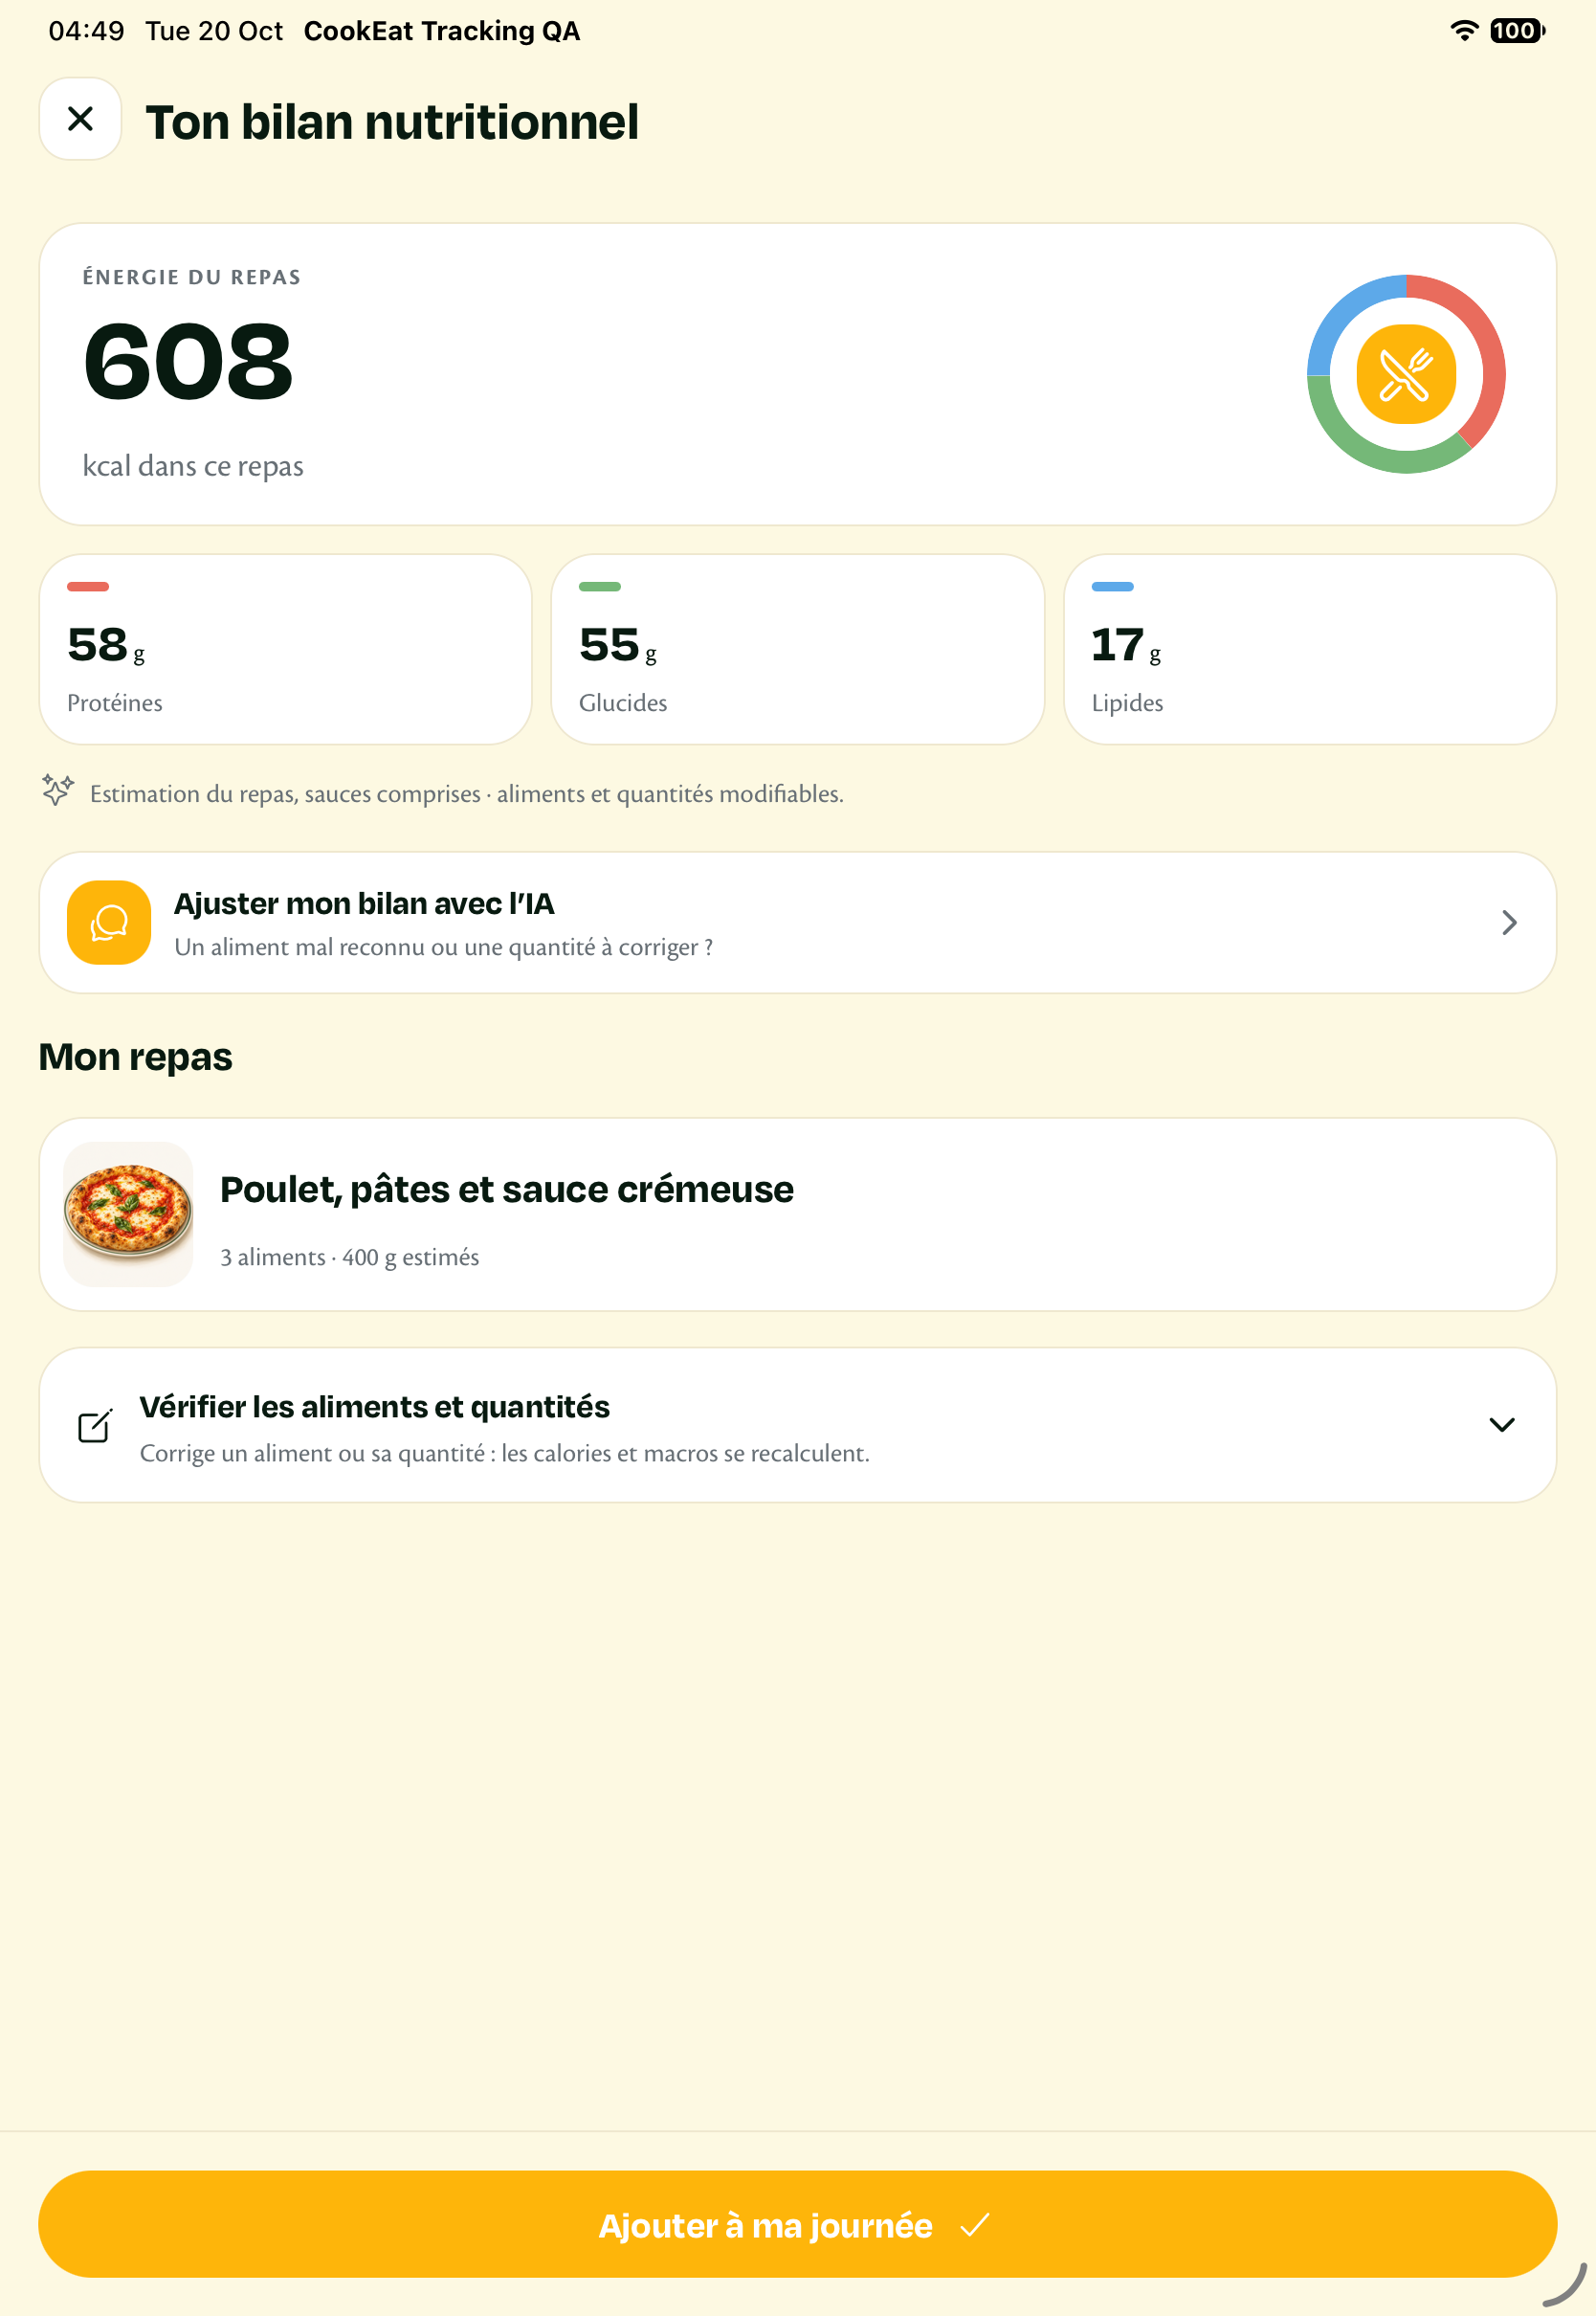 04:49 Tue 20 Oct CookEat Tracking QA 100
Ton bilan nutritionnel
ÉNERGIE DU REPAS
608
kcal dans ce repas
58 g
Protéines
55 g
Glucides
17 g
Lipides
Estimation du repas, sauces comprises · aliments et quantités modifiables.
Ajuster mon bilan avec l’IA
Un aliment mal reconnu ou une quantité à corriger ?
Mon repas
Poulet, pâtes et sauce crémeuse
3 aliments · 400 g estimés
Vérifier les aliments et quantités
Corrige un aliment ou sa quantité : les calories et macros se recalculent.
Ajouter à ma journée